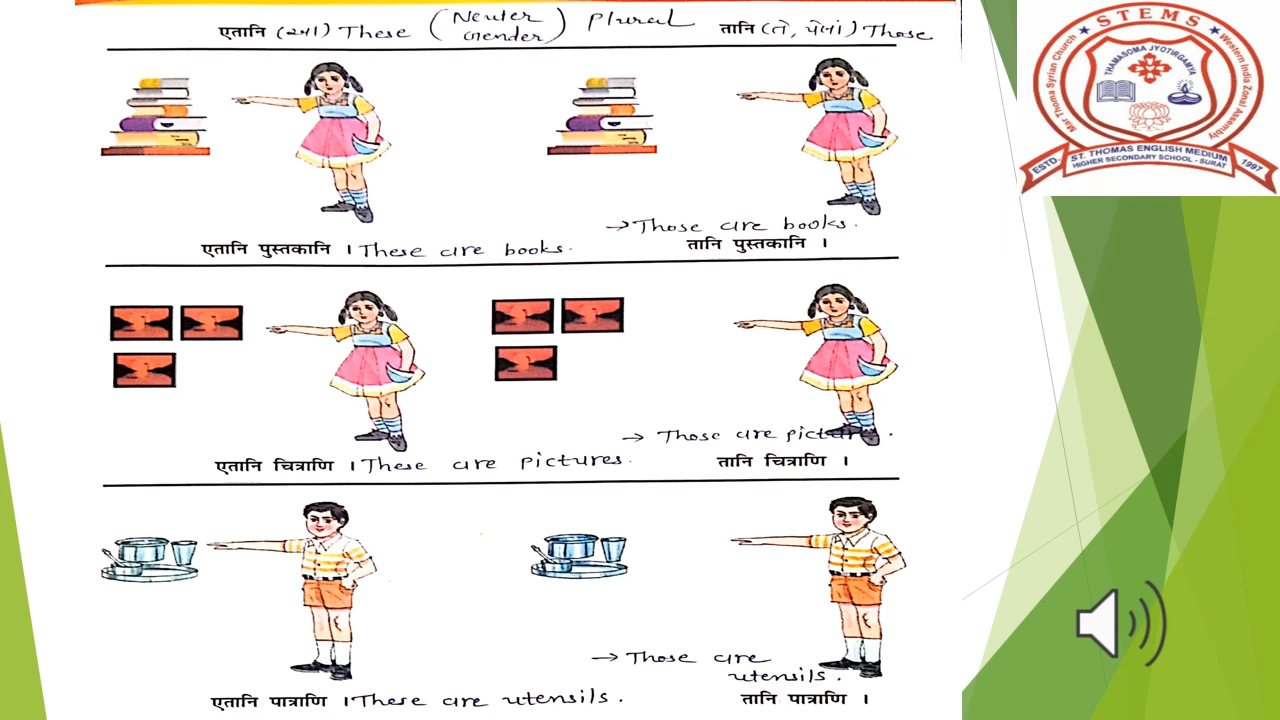 एतानि (આ) These (Neuter Gender) Plural तानि (તે, પેલાં) Those
→ Those are books.
एतानि पुस्तकानि । These are books. तानि पुस्तकानि ।
→ Those are pictures.
एतानि चित्राणि । These are pictures. तानि चित्राणि ।
→ Those are utensils.
एतानि पात्राणि । These are utensils. तानि पात्राणि ।
STEMS
Mar Thoma Syrian Church
Western India Zonal Assembly
THAMASOMA JYOTIRGAMYA
ESTD. ST. THOMAS ENGLISH MEDIUM 1997
HIGHER SECONDARY SCHOOL - SURAT